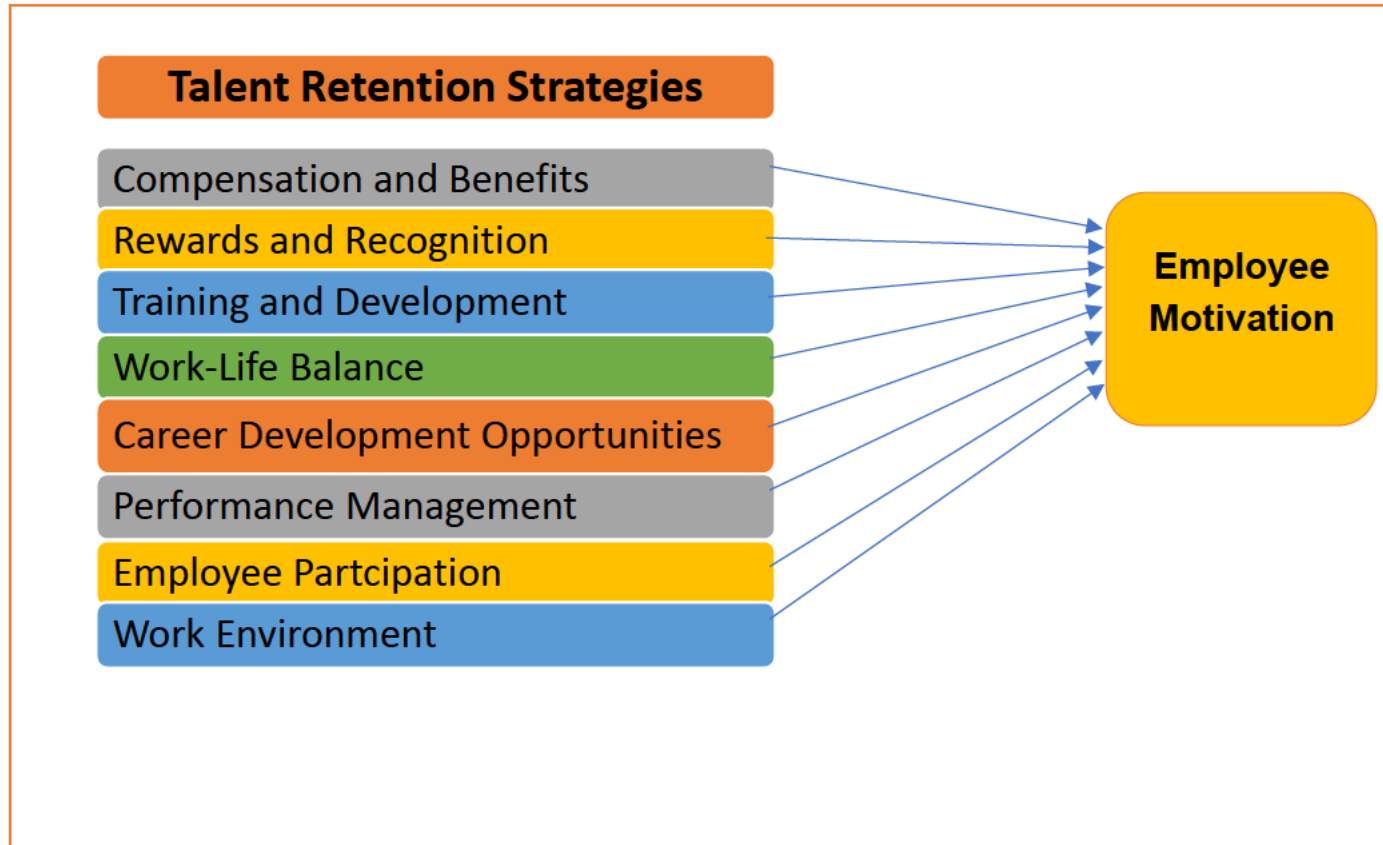 Talent Retention Strategies
Compensation and Benefits
Rewards and Recognition
Training and Development
Work-Life Balance
Career Development Opportunities
Performance Management
Employee Partcipation
Work Environment
Employee
Motivation